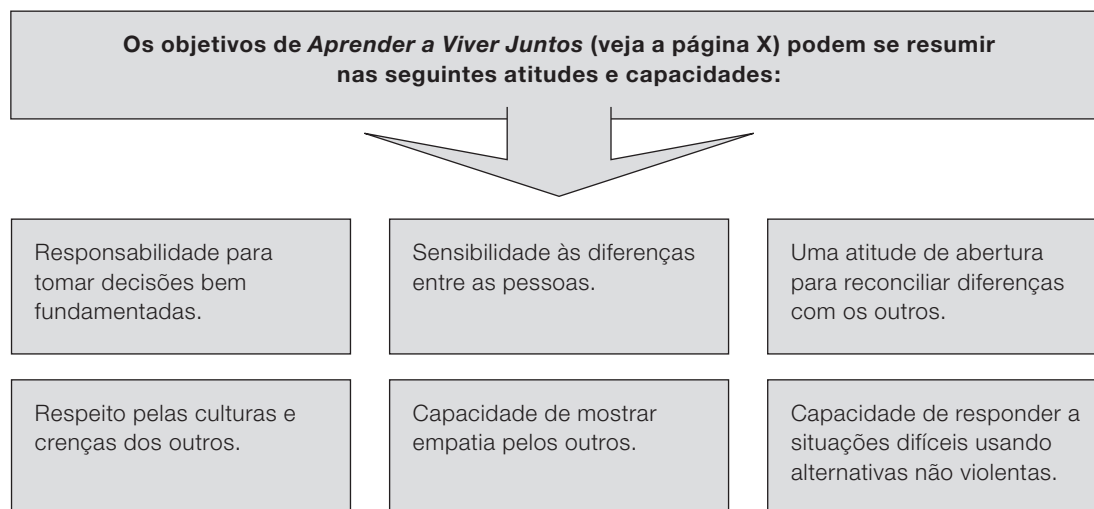 Os objetivos de Aprender a Viver Juntos (veja a página X) podem se resumir
nas seguintes atitudes e capacidades:
Responsabilidade para
tomar decisões bem
fundamentadas.
Sensibilidade às diferenças
entre as pessoas.
Uma atitude de abertura
para reconciliar diferenças
com os outros.
Respeito pelas culturas e
crenças dos outros.
Capacidade de mostrar
empatia pelos outros.
Capacidade de responder a
situações difíceis usando
alternativas não violentas.